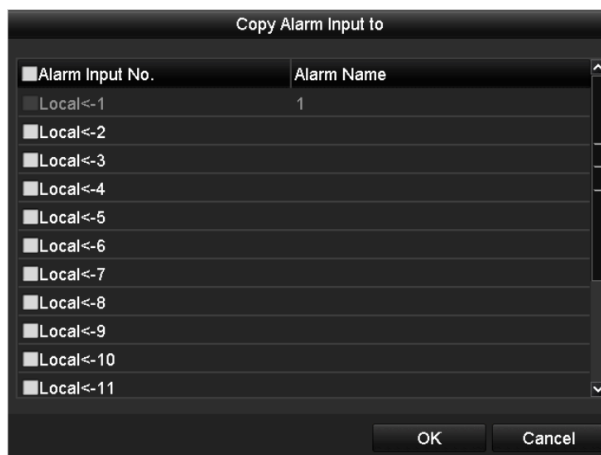 Copy Alarm Input to
Alarm Input No. Alarm Name
Local<-1 1
Local<-2
Local<-3
Local<-4
Local<-5
Local<-6
Local<-7
Local<-8
Local<-9
Local<-10
Local<-11
OK Cancel